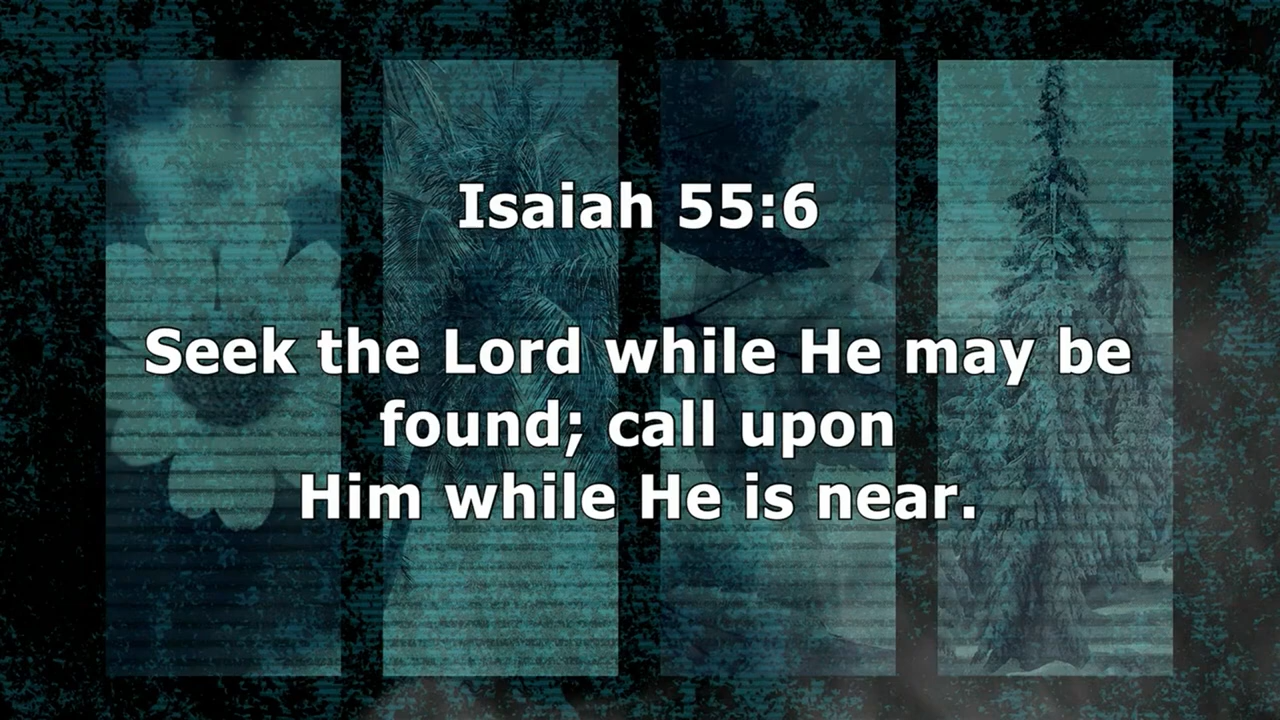 Isaiah 55:6
Seek the Lord while He may be
found; call upon
Him while He is near.